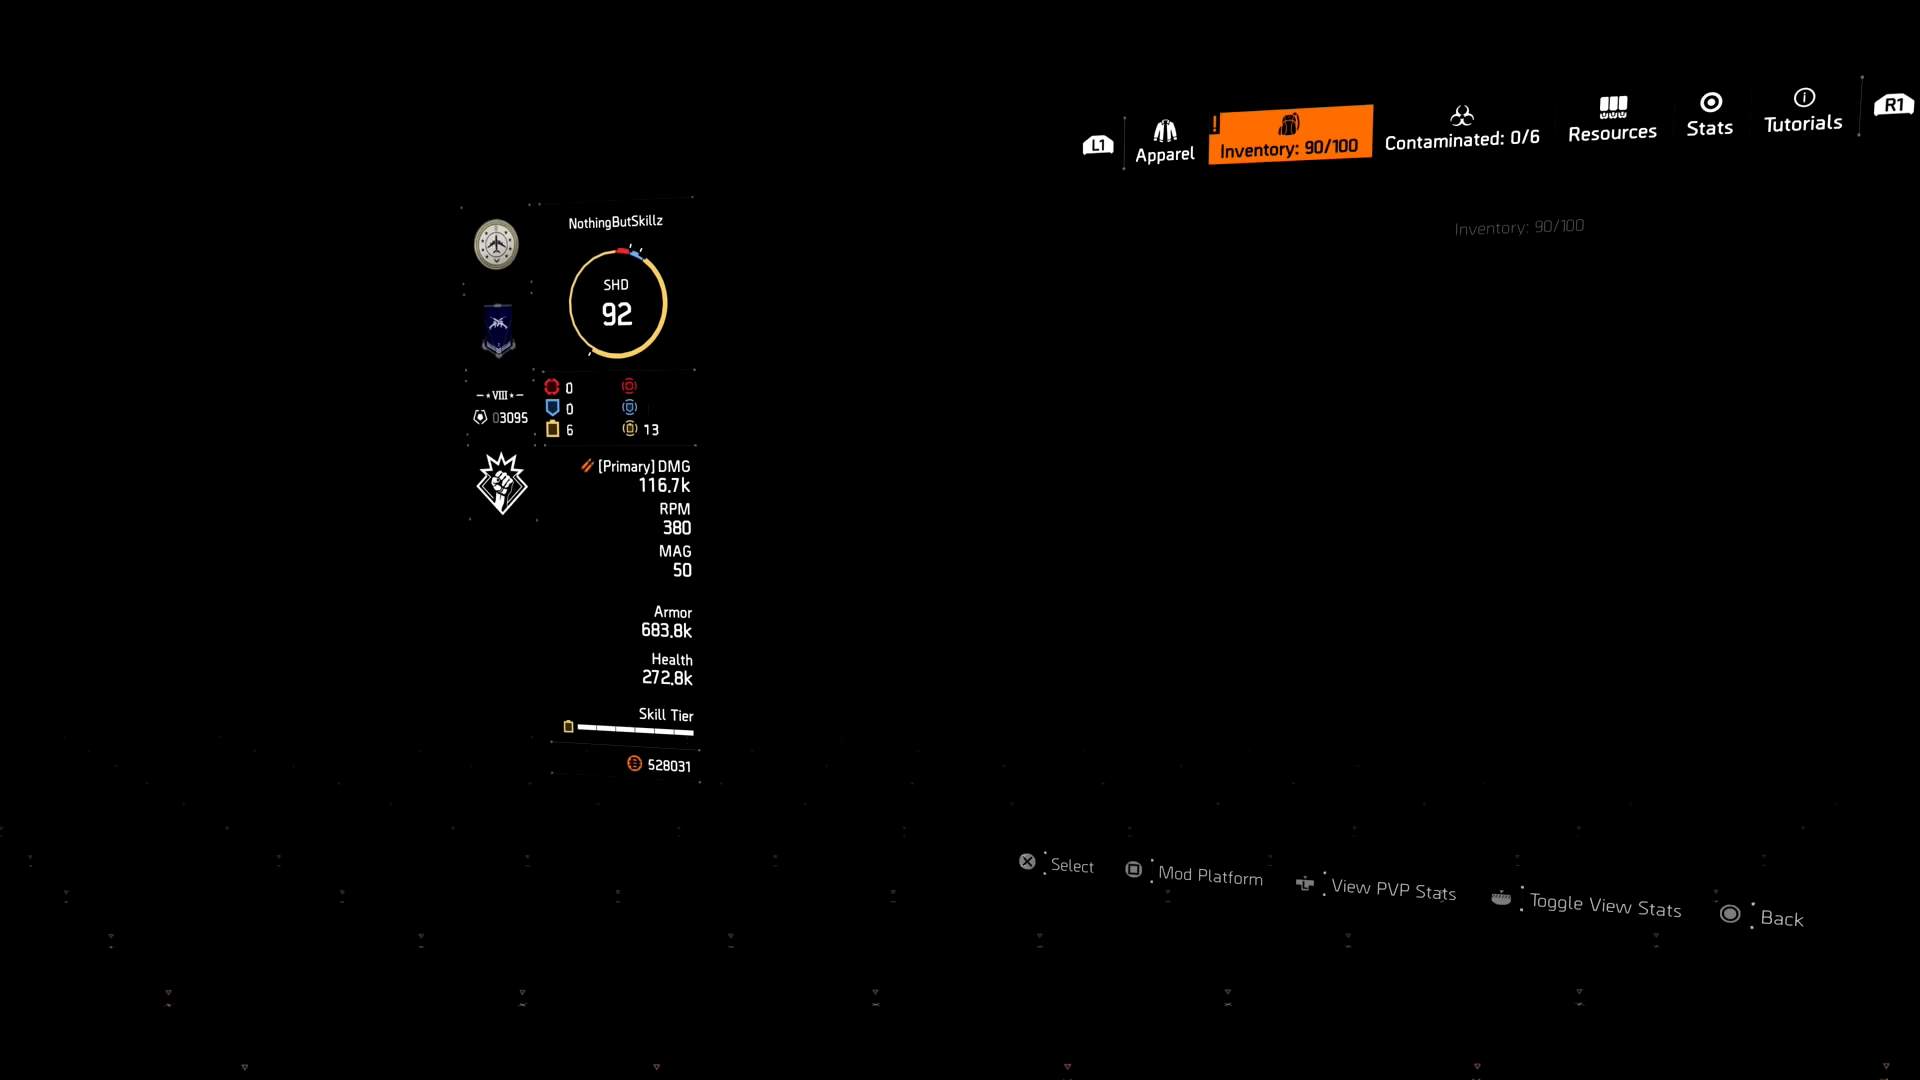 L1
Apparel
!
Inventory: 90/100
Contaminated: 0/6
Resources
Stats
Tutorials
R1
Inventory: 90/100
NothingButSkillz
SHD
92
VIII
03095
0
0
6
13
[Primary] DMG
116.7k
RPM
380
MAG
50
Armor
683.8k
Health
272.8k
Skill Tier
528031
Select
Mod Platform
View PVP Stats
Toggle View Stats
Back